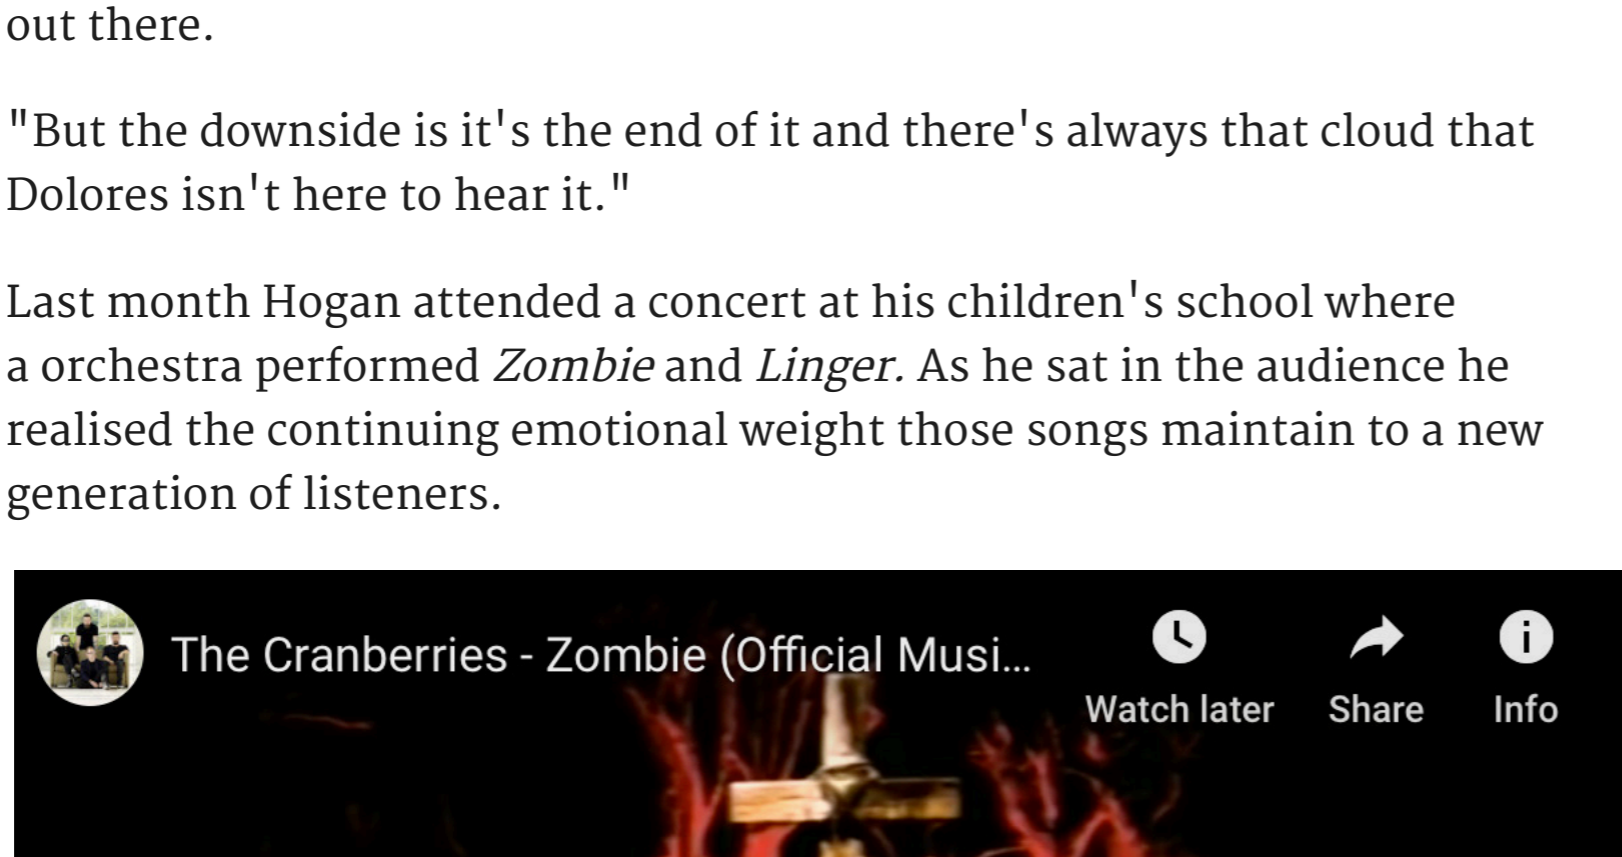 out there.
"But the downside is it's the end of it and there's always that cloud that
Dolores isn't here to hear it."
Last month Hogan attended a concert at his children's school where
a orchestra performed Zombie and Linger. As he sat in the audience he
realised the continuing emotional weight those songs maintain to a new
generation of listeners.
The Cranberries - Zombie (Official Musi...
Watch later
Share
Info